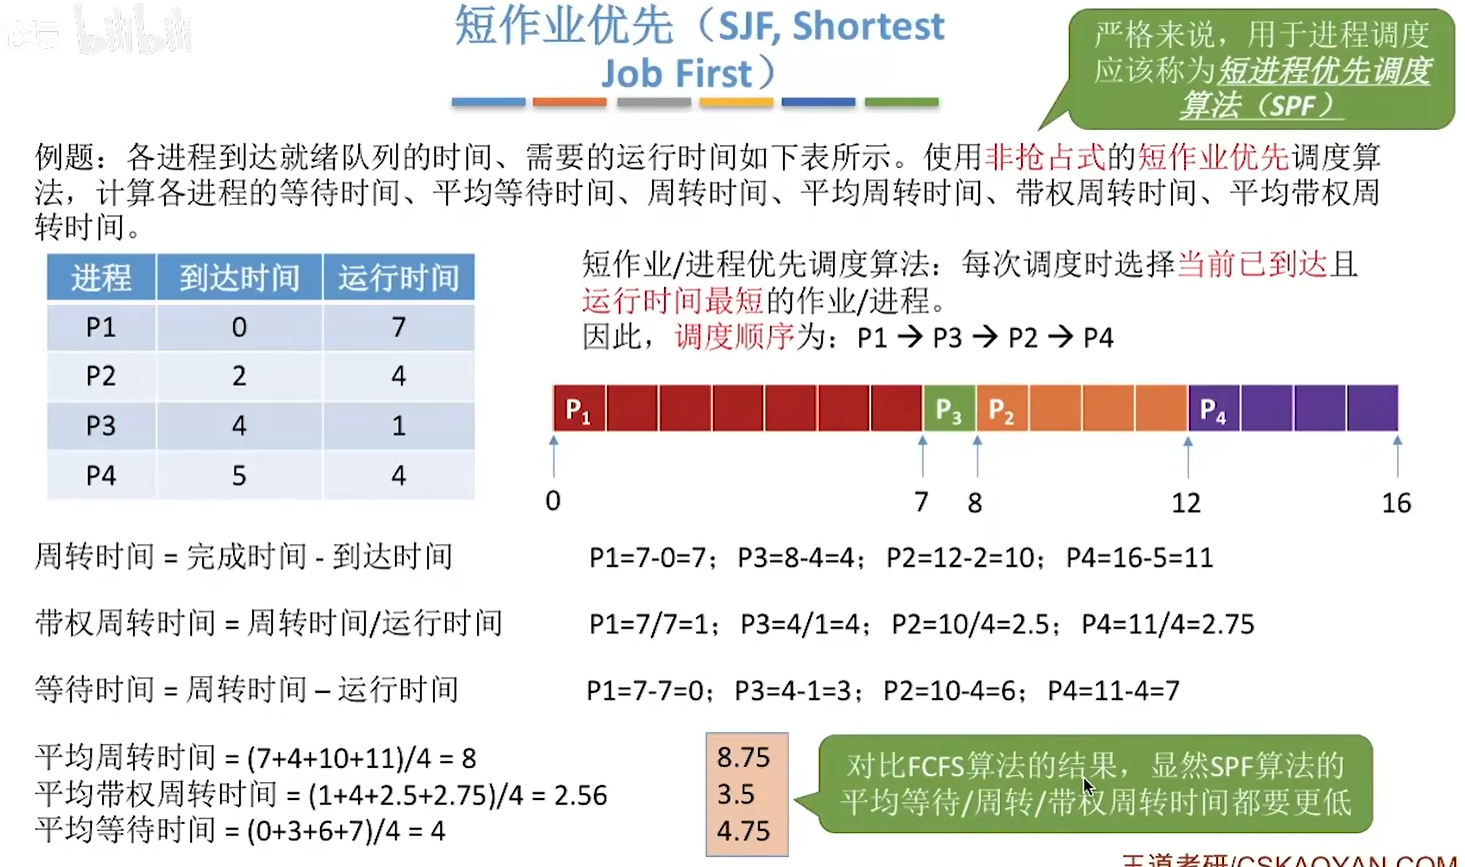 论坛 bilibili
短作业优先（SJF, Shortest
Job First）
严格来说，用于进程调度
应该称为短进程优先调度
算法（SPF）
例题：各进程到达就绪队列的时间、需要的运行时间如下表所示。使用非抢占式的短作业优先调度算
法，计算各进程的等待时间、平均等待时间、周转时间、平均周转时间、带权周转时间、平均带权周
转时间。
进程 到达时间 运行时间
P1 0 7
P2 2 4
P3 4 1
P4 5 4
短作业/进程优先调度算法：每次调度时选择当前已到达且
运行时间最短的作业/进程。
因此，调度顺序为：P1 → P3 → P2 → P4
P1 P3 P2 P4
0 7 8 12 16
周转时间 = 完成时间 - 到达时间
P1=7-0=7；P3=8-4=4；P2=12-2=10；P4=16-5=11
带权周转时间 = 周转时间/运行时间
P1=7/7=1；P3=4/1=4；P2=10/4=2.5；P4=11/4=2.75
等待时间 = 周转时间 – 运行时间
P1=7-7=0；P3=4-1=3；P2=10-4=6；P4=11-4=7
平均周转时间 = (7+4+10+11)/4 = 8
平均带权周转时间 = (1+4+2.5+2.75)/4 = 2.56
平均等待时间 = (0+3+6+7)/4 = 4
8.75
3.5
4.75
对比FCFS算法的结果，显然SPF算法的
平均等待/周转/带权周转时间都要更低
王道考研/CSKAOYAN.COM